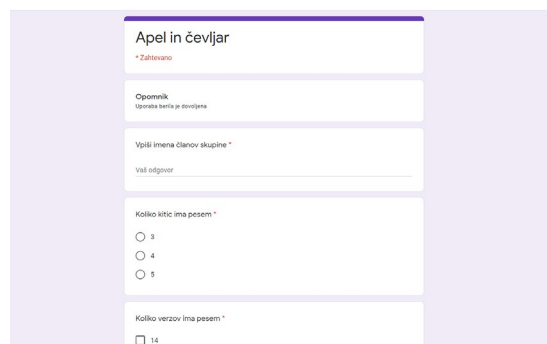 Apel in čevljar
* Zahtevano
Opomnik
Uporaba berila je dovoljena
Vpiši imena članov skupine *
Vaš odgovor
Koliko kitic ima pesem *
3
4
5
Koliko verzov ima pesem *
14